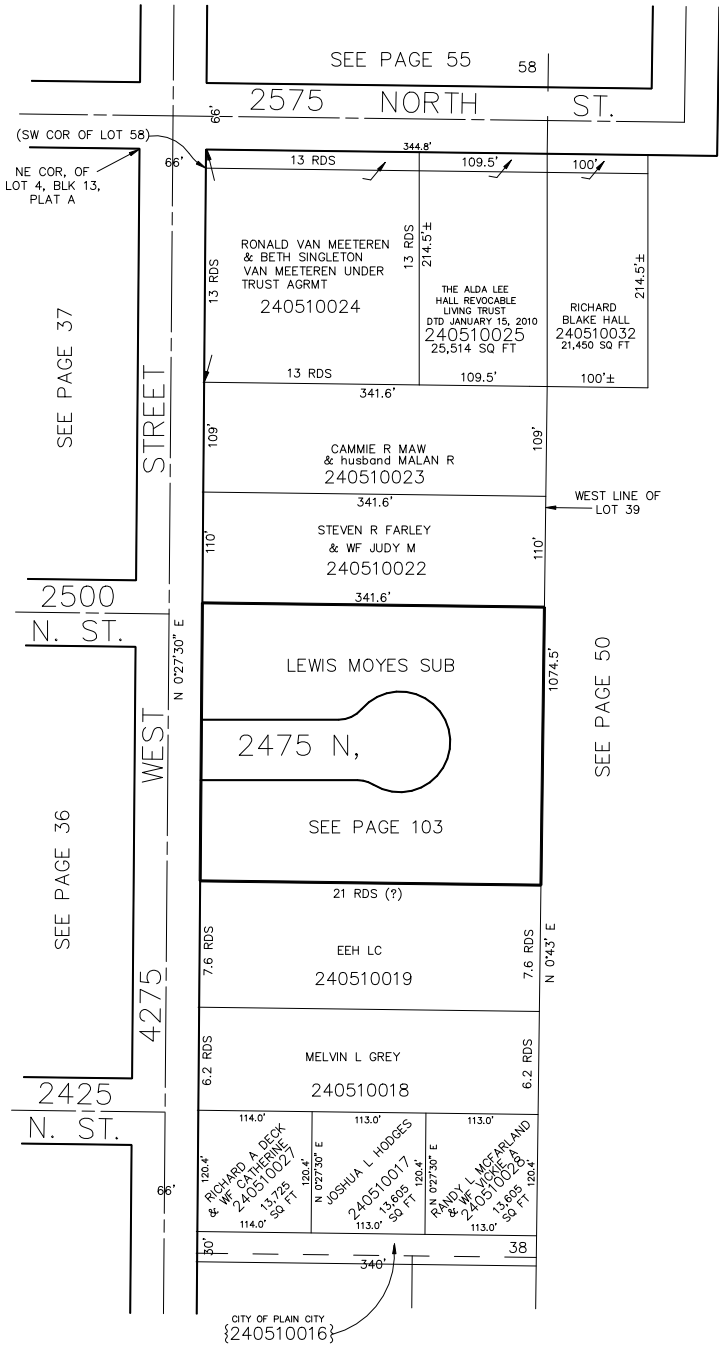 SEE PAGE 55
58
2575 NORTH ST.
66'
(SW COR OF LOT 58)
344.8'
66'
13 RDS
109.5'
100'
NE COR, OF
LOT 4, BLK 13,
PLAT A
13 RDS
RONALD VAN MEETEREN
& BETH SINGLETON
VAN MEETEREN UNDER
TRUST AGRMT
240510024
13 RDS
214.5'±
THE ALDA LEE
HALL REVOCABLE
LIVING TRUST
DTD JANUARY 15, 2010
240510025
25,514 SQ FT
RICHARD
BLAKE HALL
240510032
21,450 SQ FT
214.5'±
13 RDS
109.5'
100'±
341.6'
SEE PAGE 37
STREET
109'
CAMMIE R MAW
& husband MALAN R
240510023
109'
341.6'
WEST LINE OF
LOT 39
110'
STEVEN R FARLEY
& WF JUDY M
240510022
110'
341.6'
2500
N. ST.
N 0°27'30" E
LEWIS MOYES SUB
1074.5'
SEE PAGE 50
WEST
2475 N,
SEE PAGE 103
SEE PAGE 36
21 RDS (?)
7.6 RDS
EEH LC
240510019
7.6 RDS
N 0°43' E
4275
6.2 RDS
MELVIN L GREY
240510018
6.2 RDS
2425
N. ST.
114.0'
113.0'
113.0'
120.4'
RICHARD A DECK
& WF CATHERINE
240510027
13,725
SQ FT
120.4'
N 0°27'30" E
JOSHUA L HODGES
240510017
13,605
SQ FT
120.4'
N 0°27'30" E
RANDY L MCFARLAND
& WF VICKIE A
240510028
13,605
SQ FT
120.4'
114.0'
113.0'
113.0'
66'
30'
38
340'
CITY OF PLAIN CITY
{240510016}